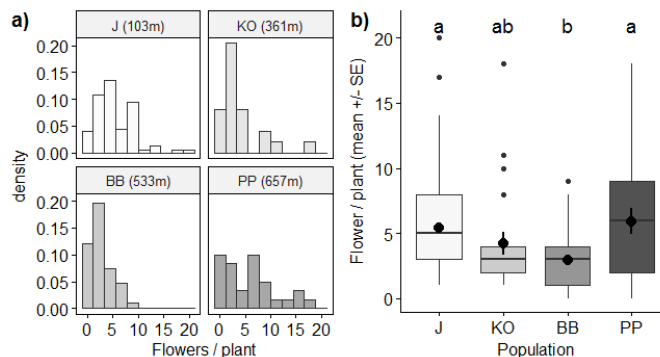 a)
J (103m)
KO (361m)
0.20
0.15
0.10
0.05
0.00
BB (533m)
PP (657m)
0.20
0.15
0.10
0.05
0.00
0 5 10 15 20
0 5 10 15 20
density
Flowers / plant
b)
a ab b a
20
15
10
5
0
Flower / plant (mean +/- SE)
J KO BB PP
Population